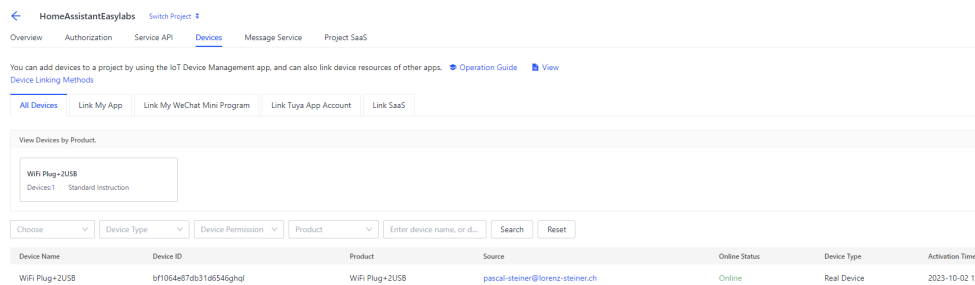 HomeAssistantEasylabs Switch Project
Overview Authorization Service API Devices Message Service Project SaaS
You can add devices to a project by using the IoT Device Management app, and can also link device resources of other apps. Operation Guide View
Device Linking Methods
All Devices Link My App Link My WeChat Mini Program Link Tuya App Account Link SaaS
View Devices by Product.
WiFi Plug+2USB
Devices:1 Standard Instruction
Choose Device Type Device Permission Product Enter device name, or d... Search Reset
Device Name Device ID Product Source Online Status Device Type Activation Time
WiFi Plug+2USB bf1064e87db31d6546ghql WiFi Plug+2USB pascal-steiner@lorenz-steiner.ch Online Real Device 2023-10-02 1